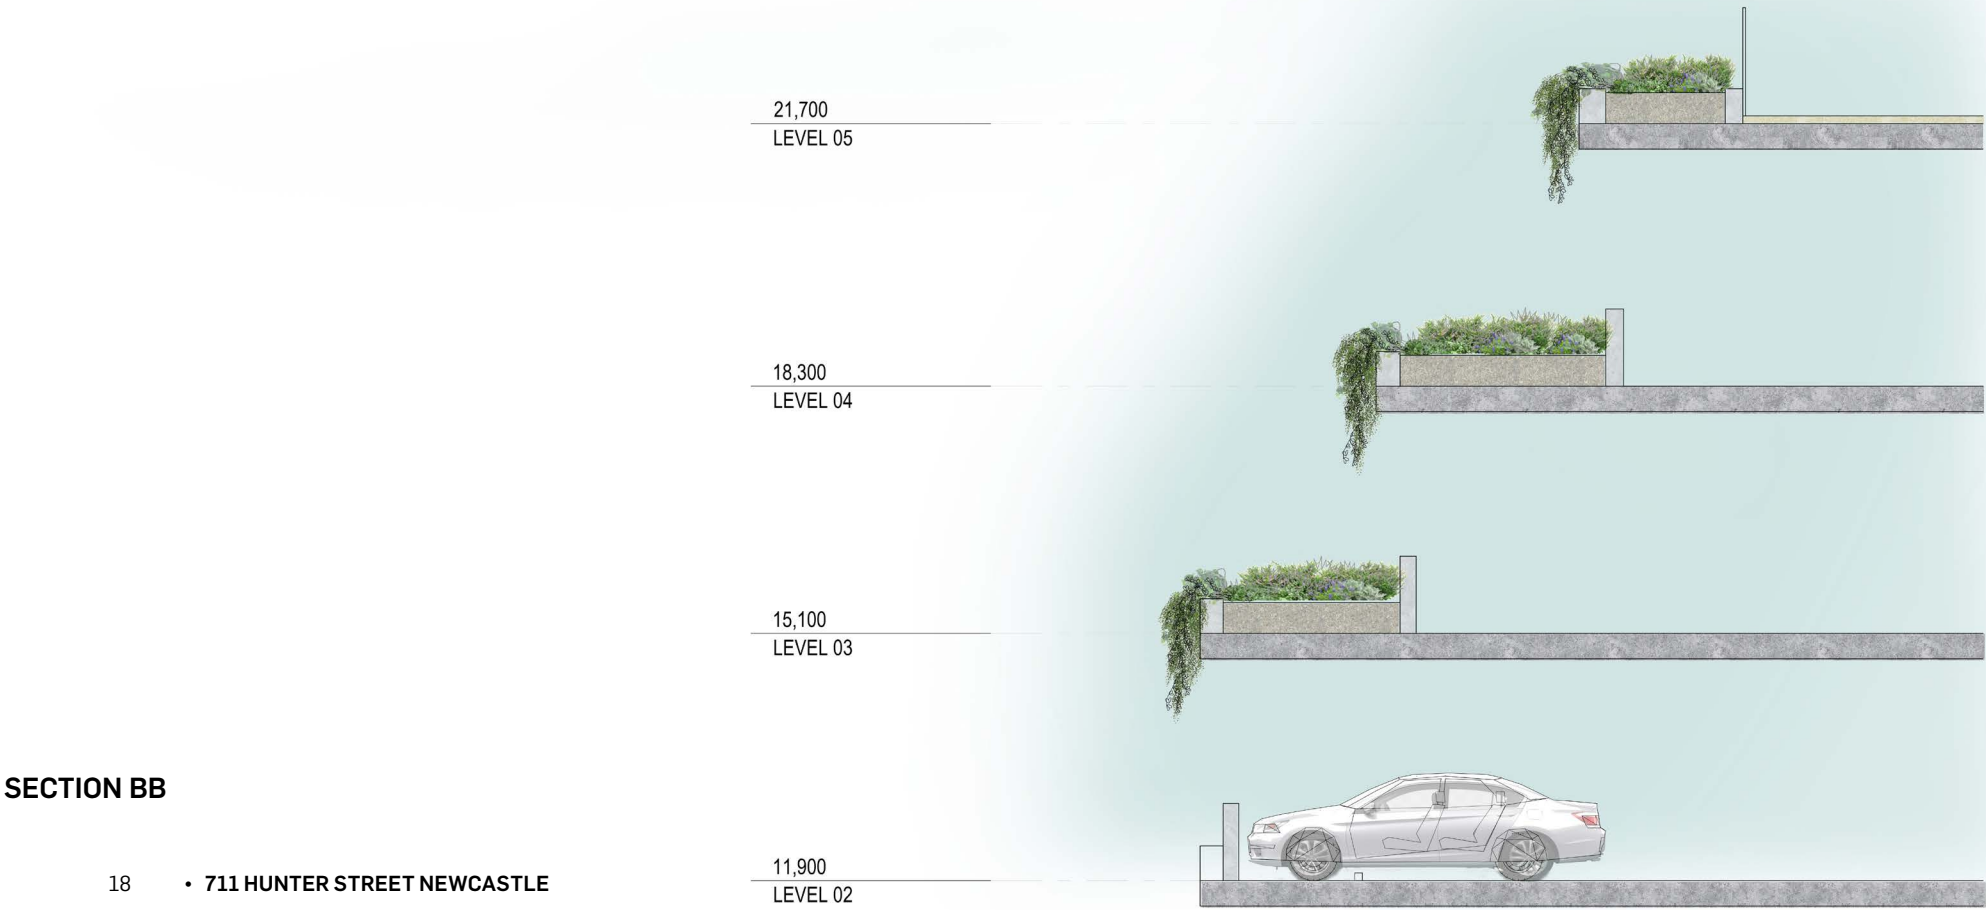 21,700
LEVEL 05
18,300
LEVEL 04
15,100
LEVEL 03
SECTION BB
11,900
LEVEL 02
18 • 711 HUNTER STREET NEWCASTLE